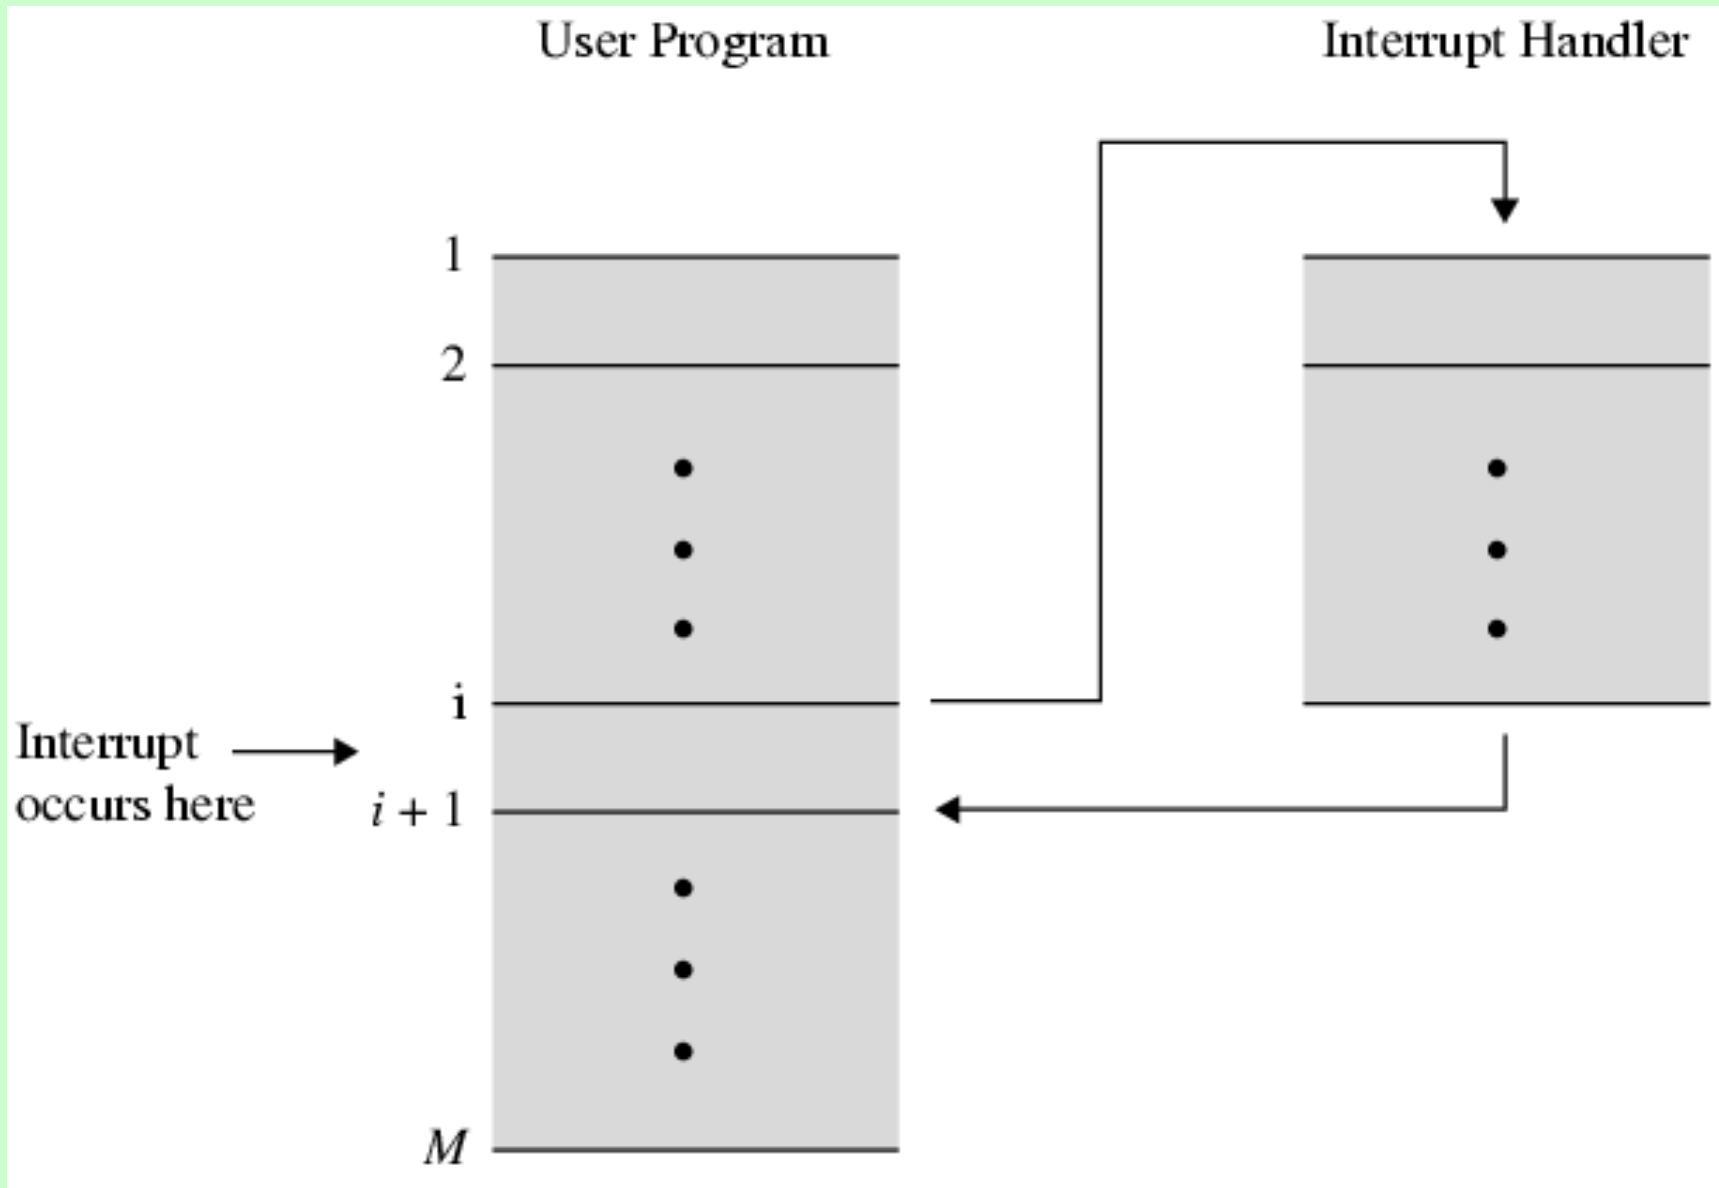 User Program
Interrupt Handler
1
2
i
Interrupt
occurs here
i + 1
M